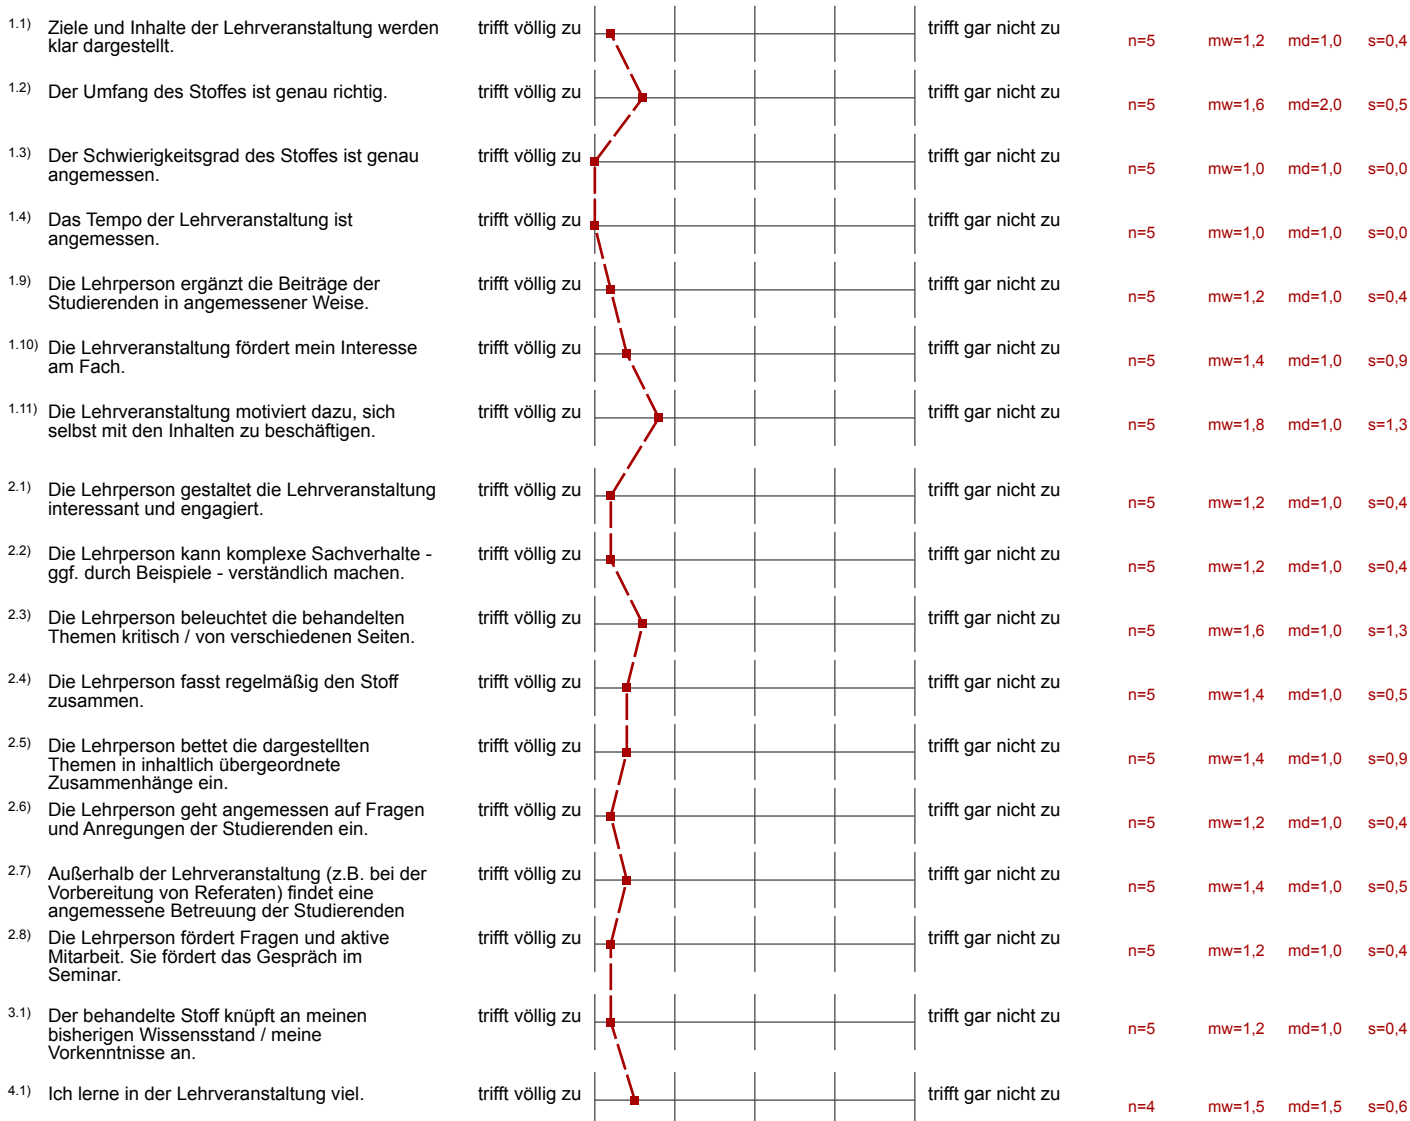 1.1) Ziele und Inhalte der Lehrveranstaltung werden
klar dargestellt.
trifft völlig zu trifft gar nicht zu n=5 mw=1,2 md=1,0 s=0,4
1.2) Der Umfang des Stoffes ist genau richtig.
trifft völlig zu trifft gar nicht zu n=5 mw=1,6 md=2,0 s=0,5
1.3) Der Schwierigkeitsgrad des Stoffes ist genau
angemessen.
trifft völlig zu trifft gar nicht zu n=5 mw=1,0 md=1,0 s=0,0
1.4) Das Tempo der Lehrveranstaltung ist
angemessen.
trifft völlig zu trifft gar nicht zu n=5 mw=1,0 md=1,0 s=0,0
1.9) Die Lehrperson ergänzt die Beiträge der
Studierenden in angemessener Weise.
trifft völlig zu trifft gar nicht zu n=5 mw=1,2 md=1,0 s=0,4
1.10) Die Lehrveranstaltung fördert mein Interesse
am Fach.
trifft völlig zu trifft gar nicht zu n=5 mw=1,4 md=1,0 s=0,9
1.11) Die Lehrveranstaltung motiviert dazu, sich
selbst mit den Inhalten zu beschäftigen.
trifft völlig zu trifft gar nicht zu n=5 mw=1,8 md=1,0 s=1,3
2.1) Die Lehrperson gestaltet die Lehrveranstaltung
interessant und engagiert.
trifft völlig zu trifft gar nicht zu n=5 mw=1,2 md=1,0 s=0,4
2.2) Die Lehrperson kann komplexe Sachverhalte -
ggf. durch Beispiele - verständlich machen.
trifft völlig zu trifft gar nicht zu n=5 mw=1,2 md=1,0 s=0,4
2.3) Die Lehrperson beleuchtet die behandelten
Themen kritisch / von verschiedenen Seiten.
trifft völlig zu trifft gar nicht zu n=5 mw=1,6 md=1,0 s=1,3
2.4) Die Lehrperson fasst regelmäßig den Stoff
zusammen.
trifft völlig zu trifft gar nicht zu n=5 mw=1,4 md=1,0 s=0,5
2.5) Die Lehrperson bettet die dargestellten
Themen in inhaltlich übergeordnete
Zusammenhänge ein.
trifft völlig zu trifft gar nicht zu n=5 mw=1,4 md=1,0 s=0,9
2.6) Die Lehrperson geht angemessen auf Fragen
und Anregungen der Studierenden ein.
trifft völlig zu trifft gar nicht zu n=5 mw=1,2 md=1,0 s=0,4
2.7) Außerhalb der Lehrveranstaltung (z.B. bei der
Vorbereitung von Referaten) findet eine
angemessene Betreuung der Studierenden
trifft völlig zu trifft gar nicht zu n=5 mw=1,4 md=1,0 s=0,5
2.8) Die Lehrperson fördert Fragen und aktive
Mitarbeit. Sie fördert das Gespräch im
Seminar.
trifft völlig zu trifft gar nicht zu n=5 mw=1,2 md=1,0 s=0,4
3.1) Der behandelte Stoff knüpft an meinen
bisherigen Wissensstand / meine
Vorkenntnisse an.
trifft völlig zu trifft gar nicht zu n=5 mw=1,2 md=1,0 s=0,4
4.1) Ich lerne in der Lehrveranstaltung viel.
trifft völlig zu trifft gar nicht zu n=4 mw=1,5 md=1,5 s=0,6